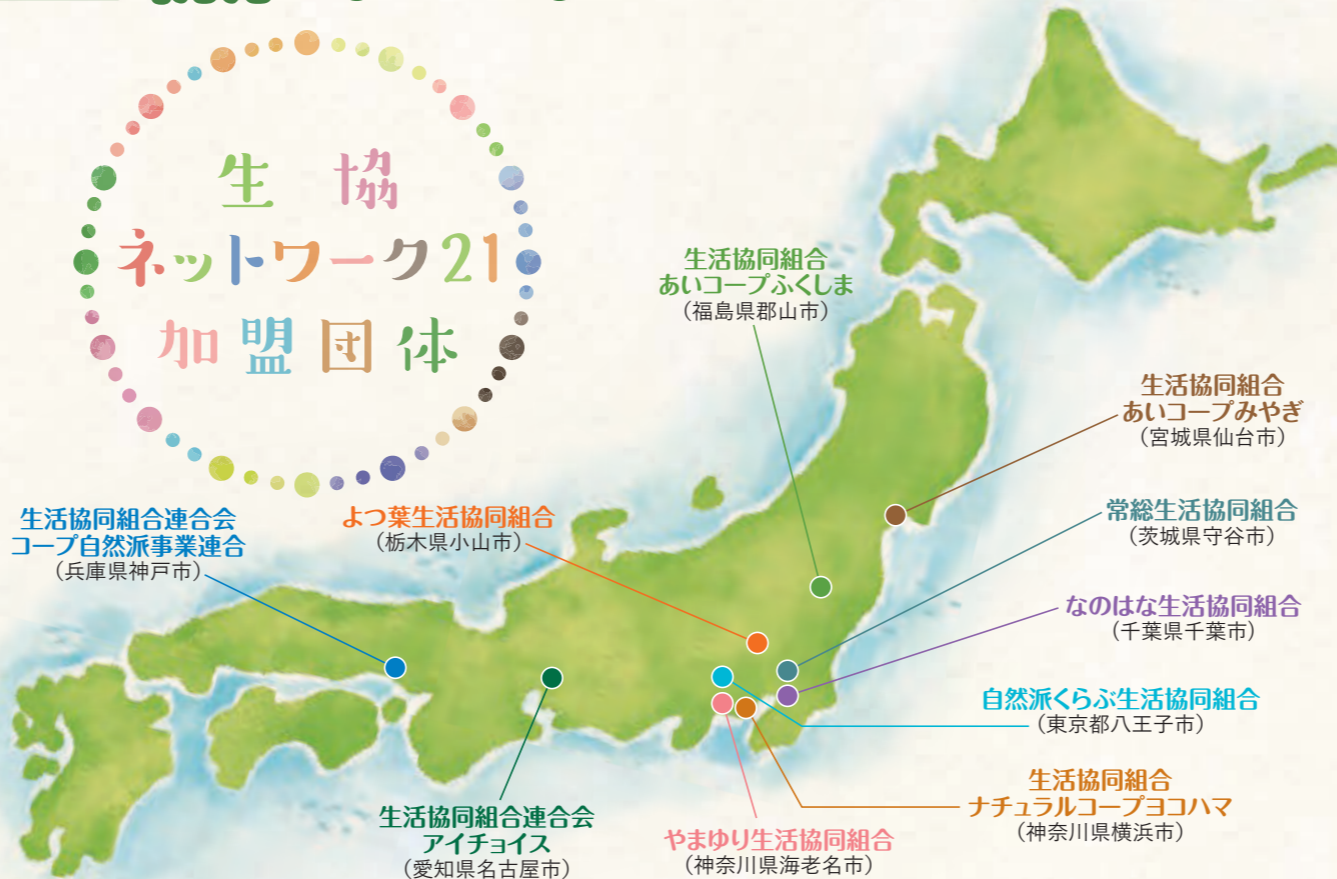 生協
ネットワーク21
加盟団体
生活協同組合
あいコープふくしま
(福島県郡山市)
生活協同組合
あいコープみやぎ
(宮城県仙台市)
生活協同組合連合会
コープ自然派事業連合
(兵庫県神戸市)
よつ葉生活協同組合
(栃木県小山市)
常総生活協同組合
(茨城県守谷市)
なのはな生活協同組合
(千葉県千葉市)
自然派くらぶ生活協同組合
(東京都八王子市)
生活協同組合
ナチュラルコープヨコハマ
(神奈川県横浜市)
生活協同組合連合会
アイチョイス
(愛知県名古屋市)
やまゆり生活協同組合
(神奈川県海老名市)